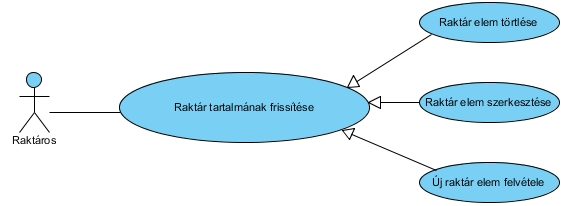 Raktár elem törtlése
Raktáros
Raktár tartalmának frissítése
Raktár elem szerkesztése
Új raktár elem felvétele